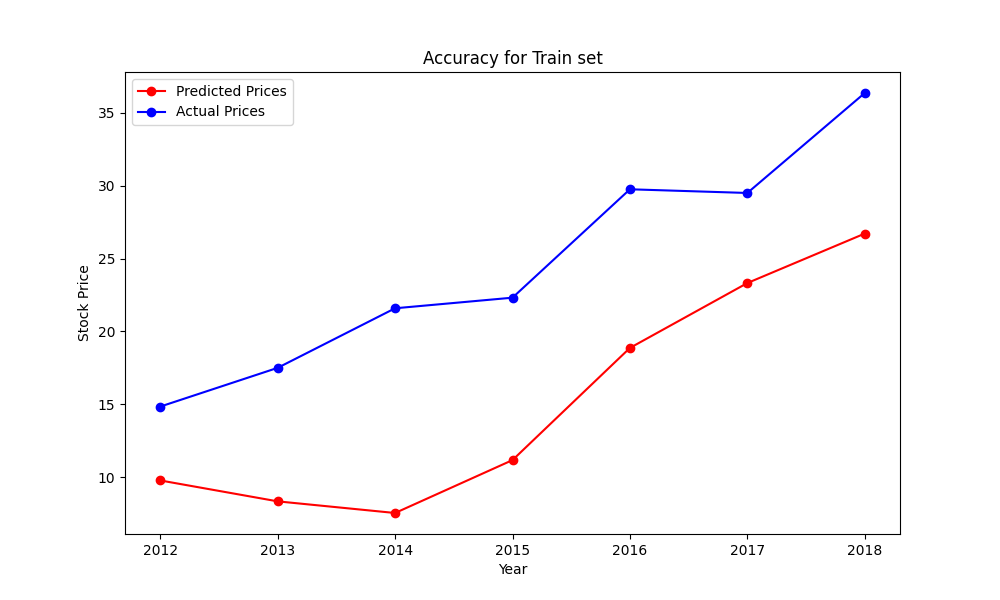 Accuracy for Train set
Predicted Prices
Actual Prices
35
30
25
20
15
10
Stock Price
2012 2013 2014 2015 2016 2017 2018
Year